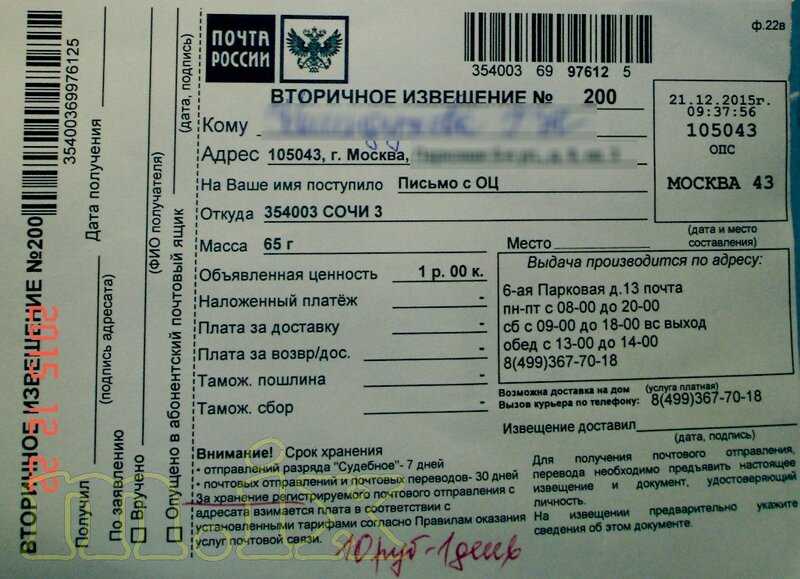 ф.22в
ПОЧТА
РОССИИ
354003 69 97612 5
ВТОРИЧНОЕ ИЗВЕЩЕНИЕ № 200
21.12.2015г.
09:37:56
105043
ОПС
МОСКВА 43
(дата и место
составления)
Кому
Адрес 105043, г. Москва,
На Ваше имя поступило Письмо с ОЦ
Откуда 354003 СОЧИ 3
Масса 65 г
Место
Объявленная ценность 1 р. 00 к.
Наложенный платёж -
Плата за доставку -
Плата за возвр/дос. -
Тамож. пошлина -
Тамож. сбор -
Выдача производится по адресу:
6-ая Парковая д.13 почта
пн-пт с 08-00 до 20-00
сб с 09-00 до 18-00 вс выход
обед с 13-00 до 14-00
8(499)367-70-18
Возможна доставка на дом (услуга платная)
Вызов курьера по телефону: 8(499)367-70-18
Извещение доставил
(дата, подпись)
Внимание! Срок хранения
• отправлений разряда "Судебное"- 7 дней
• почтовых отправлений и почтовых переводов- 30 дней
За хранение регистрируемого почтового отправления с
адресата взимается плата в соответствии с
установленными тарифами согласно Правилам оказания
услуг почтовой связи.
10 руб - 1 день
Для получения почтового отправления,
перевода необходимо предъявить настоящее
извещение и документ, удостоверяющий
личность.
На извещении предварительно укажите
сведения об этом документе.
ВТОРИЧНОЕ ИЗВЕЩЕНИЕ №200
35400369976125
Получил
(подпись адресата)
Дата получения
По заявлению
Вручено
(ФИО получателя)
Опущено в абонентский почтовый ящик
(дата, подпись)
2015 12 22